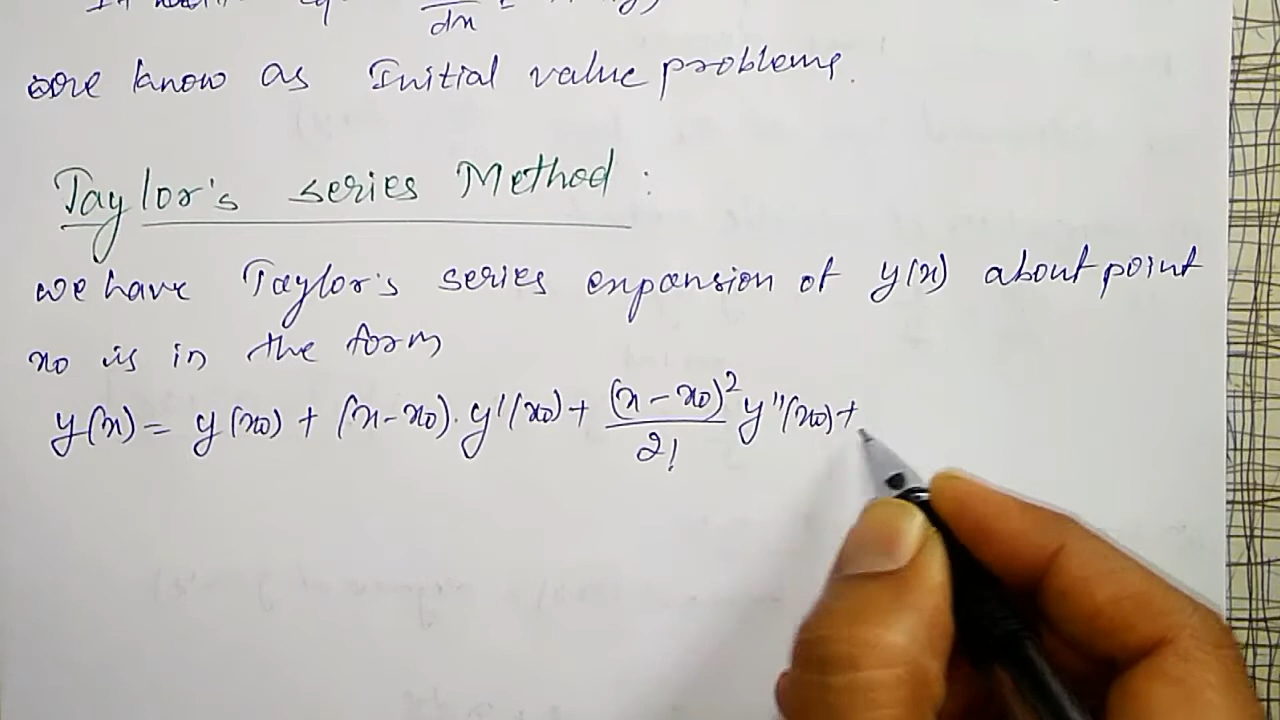 dx
are know as Initial value problems.
Taylor's series Method :
we have Taylor's series expansion of y(x) about point
x0 is in the form
y(x) = y(x0) + (x-x0). y'(x0) + (x-x0)^2/2! y''(x0) +